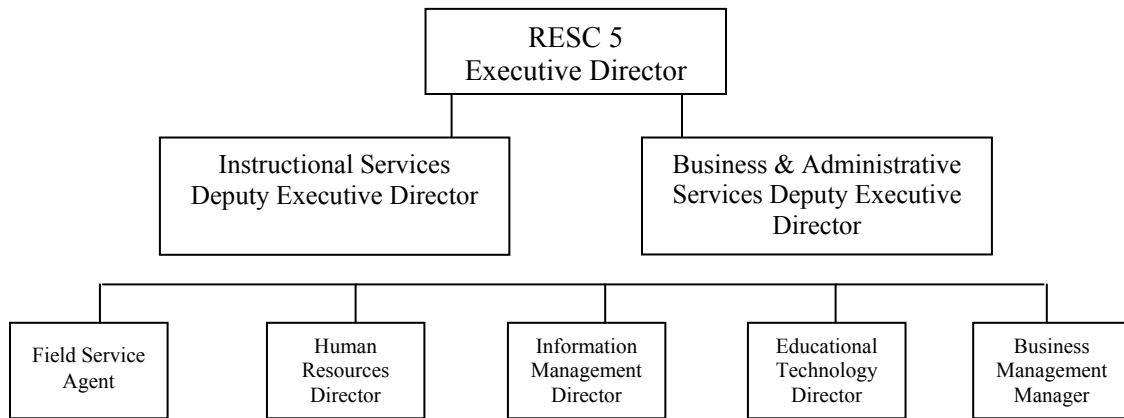 RESC 5
Executive Director
Instructional Services
Deputy Executive Director
Business & Administrative
Services Deputy Executive
Director
Field Service
Agent
Human
Resources
Director
Information
Management
Director
Educational
Technology
Director
Business
Management
Manager